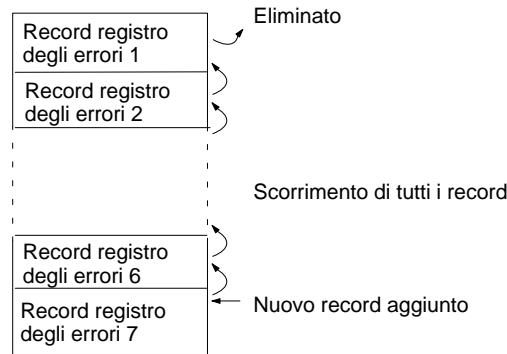 Eliminato
Record registro
degli errori 1
Record registro
degli errori 2
Scorrimento di tutti i record
Record registro
degli errori 6
Nuovo record aggiunto
Record registro
degli errori 7